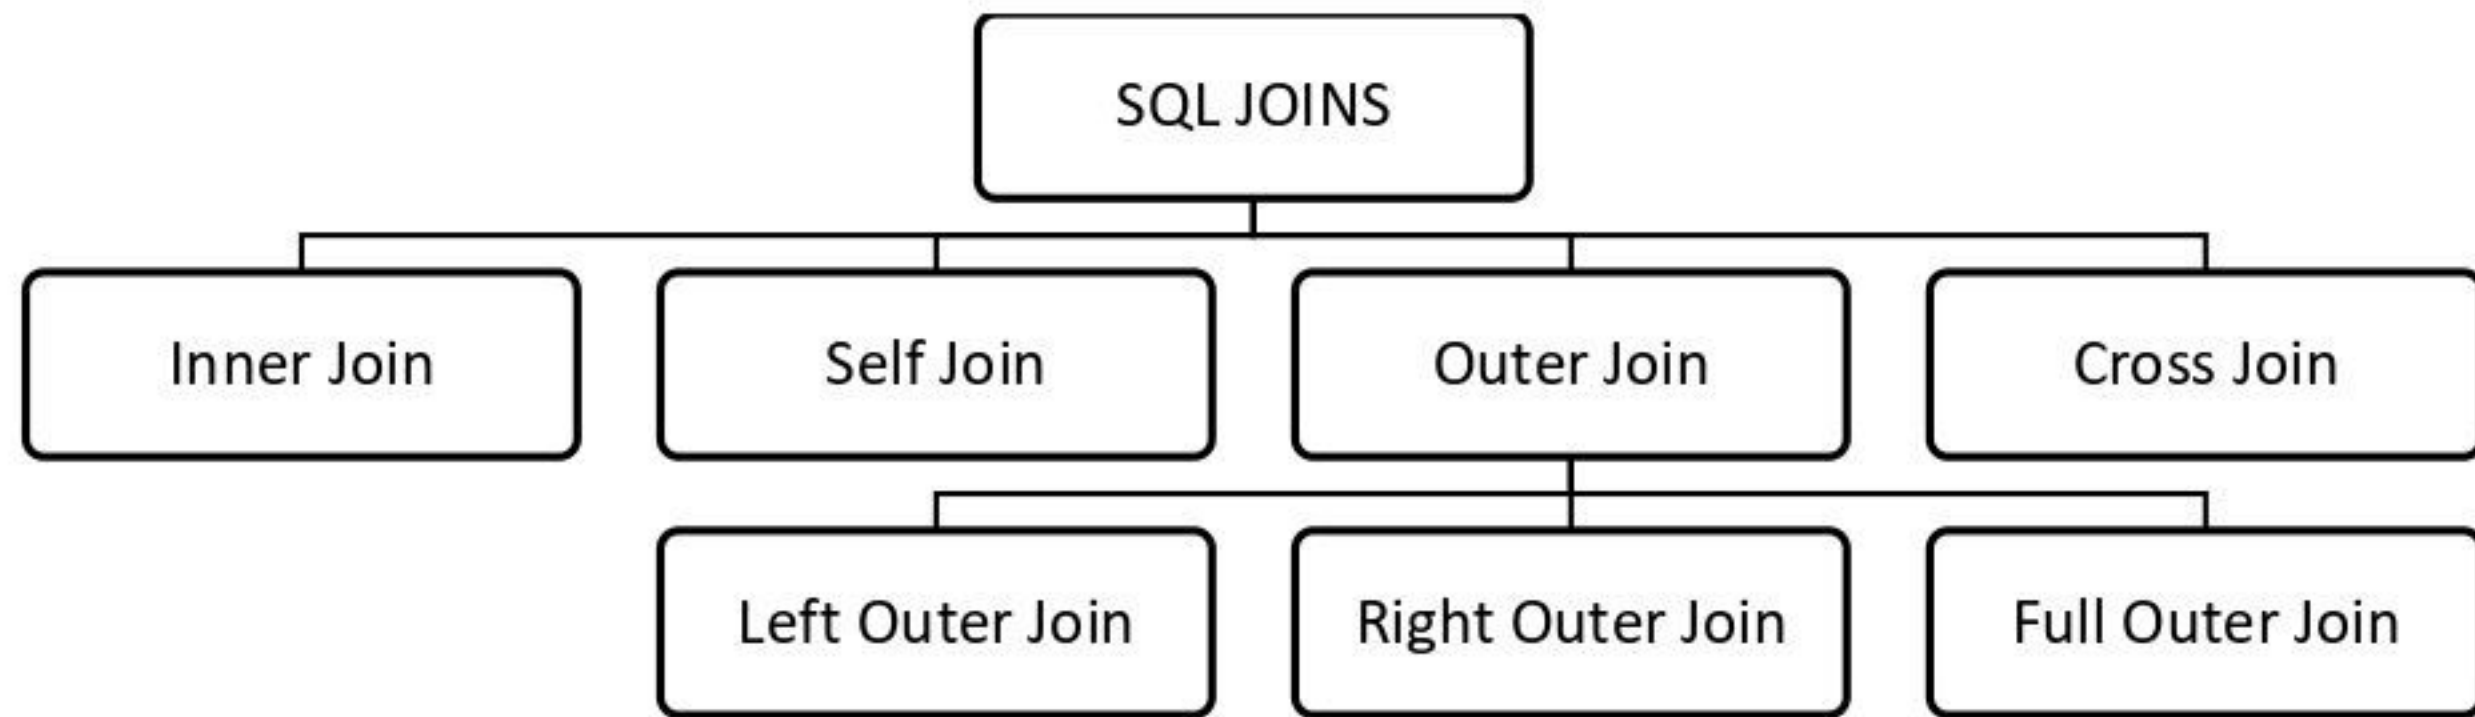 SQL JOINS
Inner Join
Self Join
Outer Join
Cross Join
Left Outer Join
Right Outer Join
Full Outer Join